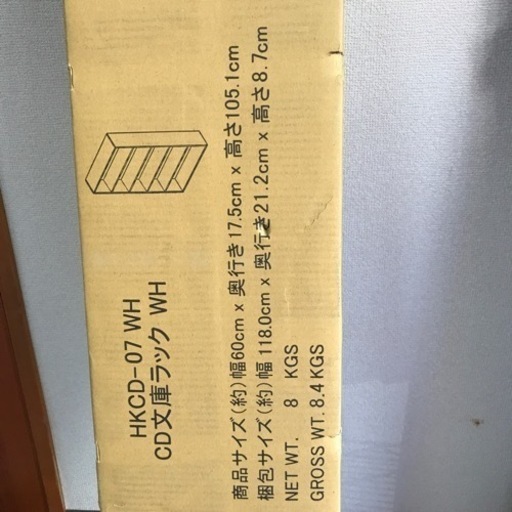 HKCD-07 WH
CD文庫ラック WH
商品サイズ(約)幅60cm x 奥行き17.5cm x 高さ105.1cm
梱包サイズ(約)幅 118.0cm x 奥行き21.2cm x 高さ8.7cm
NET WT. 8 KGS
GROSS WT. 8.4 KGS